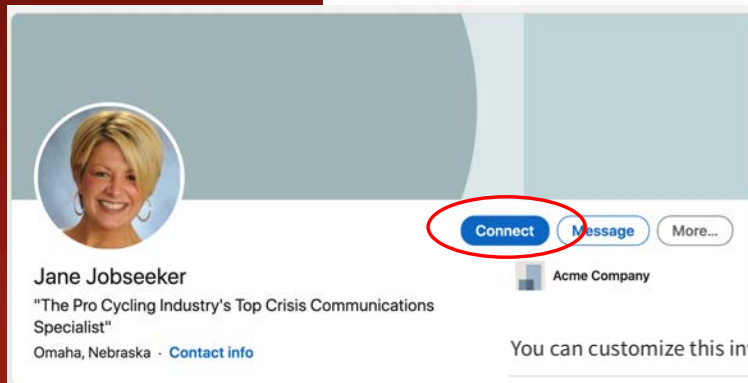 Connect
Message
More...
Jane Jobseeker
Acme Company
"The Pro Cycling Industry's Top Crisis Communications
Specialist"
Omaha, Nebraska · Contact info
You can customize this in